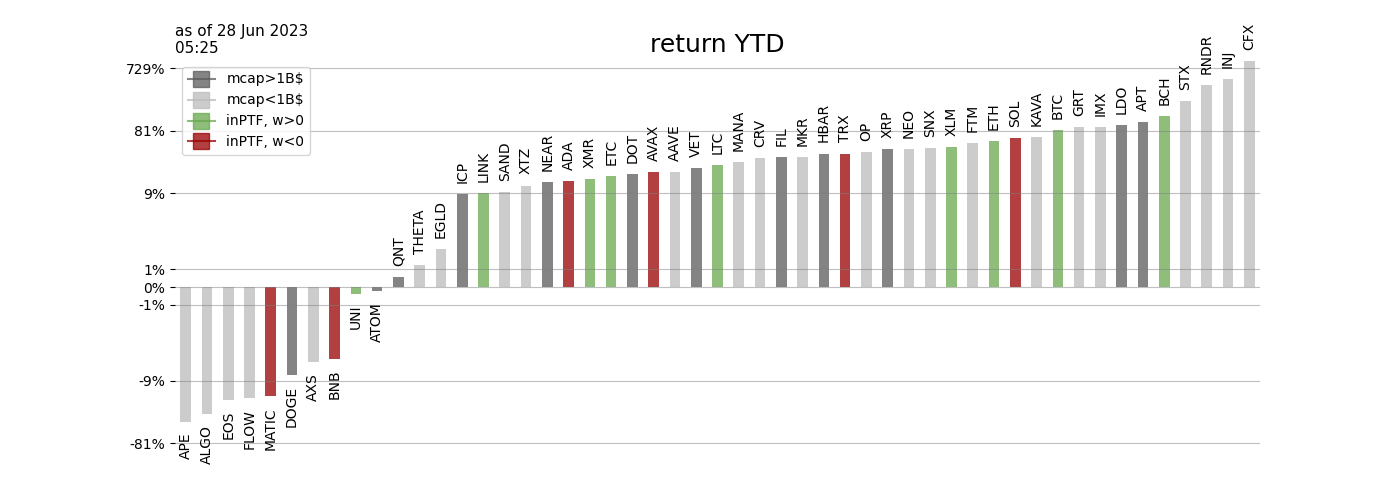 as of 28 Jun 2023
05:25
return YTD
mcap>1B$
mcap<1B$
inPTF, w>0
inPTF, w<0
729%
81%
9%
1%
0%
-1%
-9%
-81%
APE
ALGO
EOS
FLOW
MATIC
DOGE
AXS
BNB
UNI
ATOM
QNT
THETA
EGLD
ICP
LINK
SAND
XTZ
NEAR
ADA
XMR
ETC
DOT
AVAX
AAVE
VET
LTC
MANA
CRV
FIL
MKR
HBAR
TRX
OP
XRP
NEO
SNX
XLM
FTM
ETH
SOL
KAVA
BTC
GRT
IMX
LDO
APT
BCH
STX
RNDR
INJ
CFX